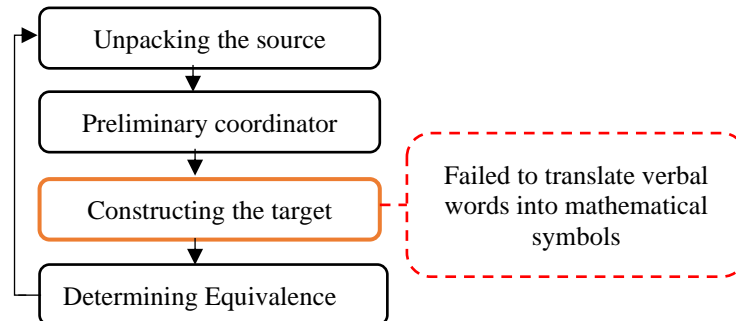 Unpacking the source
Preliminary coordinator
Constructing the target
Failed to translate verbal
words into mathematical
symbols
Determining Equivalence